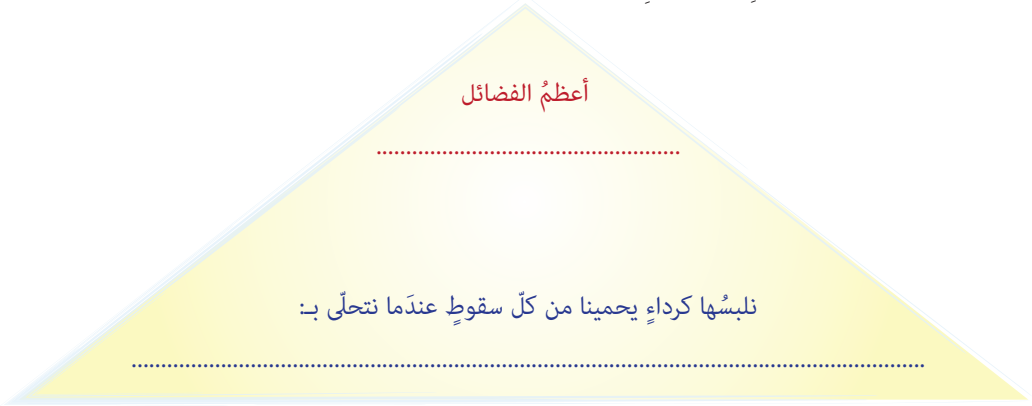 أعظمُ الفضائل
..................................................
نلبسُها كرداءٍ يحمينا من كلّ سقوطٍ عندَما نتحلّى بـ:
....................................................................................................................................